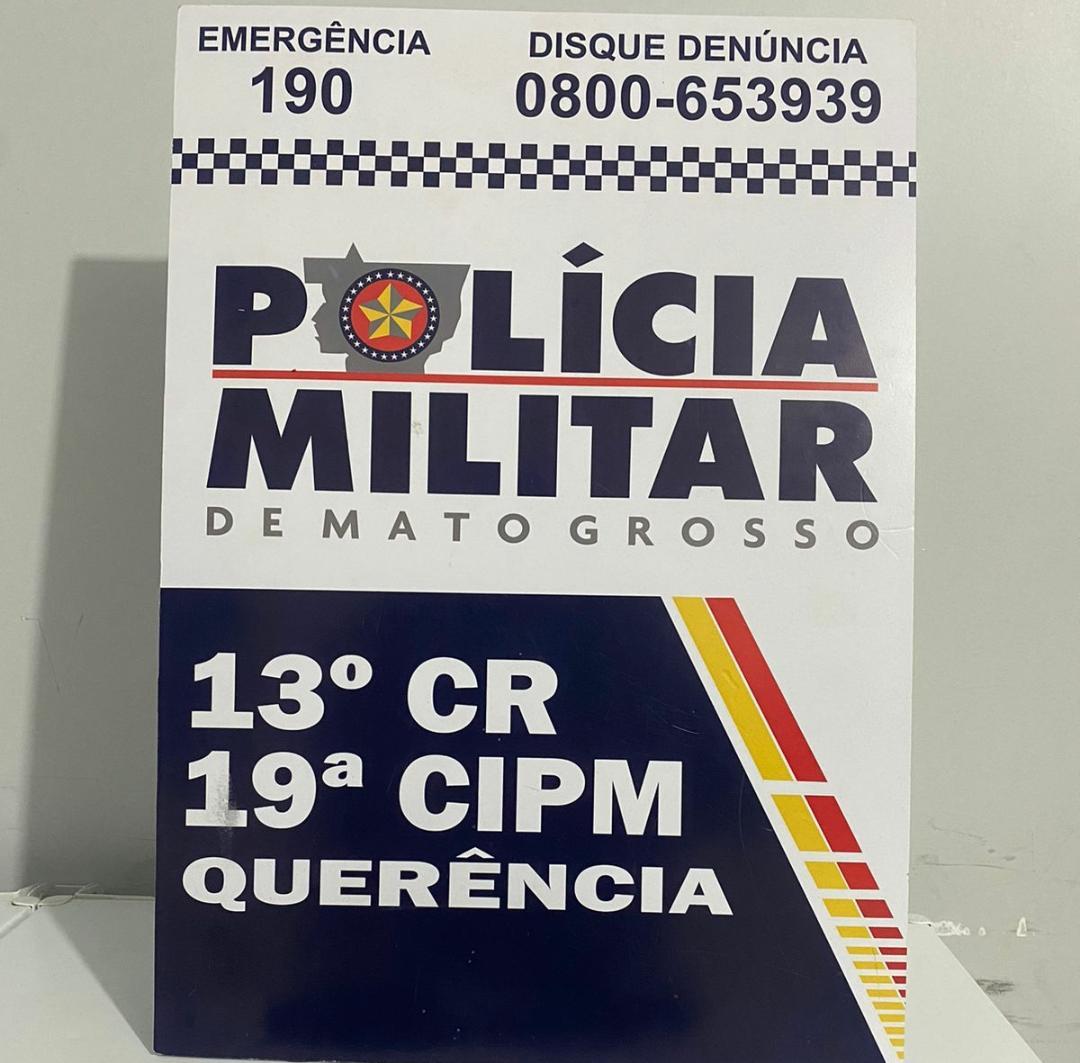 EMERGÊNCIA
190
DISQUE DENÚNCIA
0800-653939
POLÍCIA
MILITAR
DE MATO GROSSO
13º CR
19ª CIPM
QUERÊNCIA